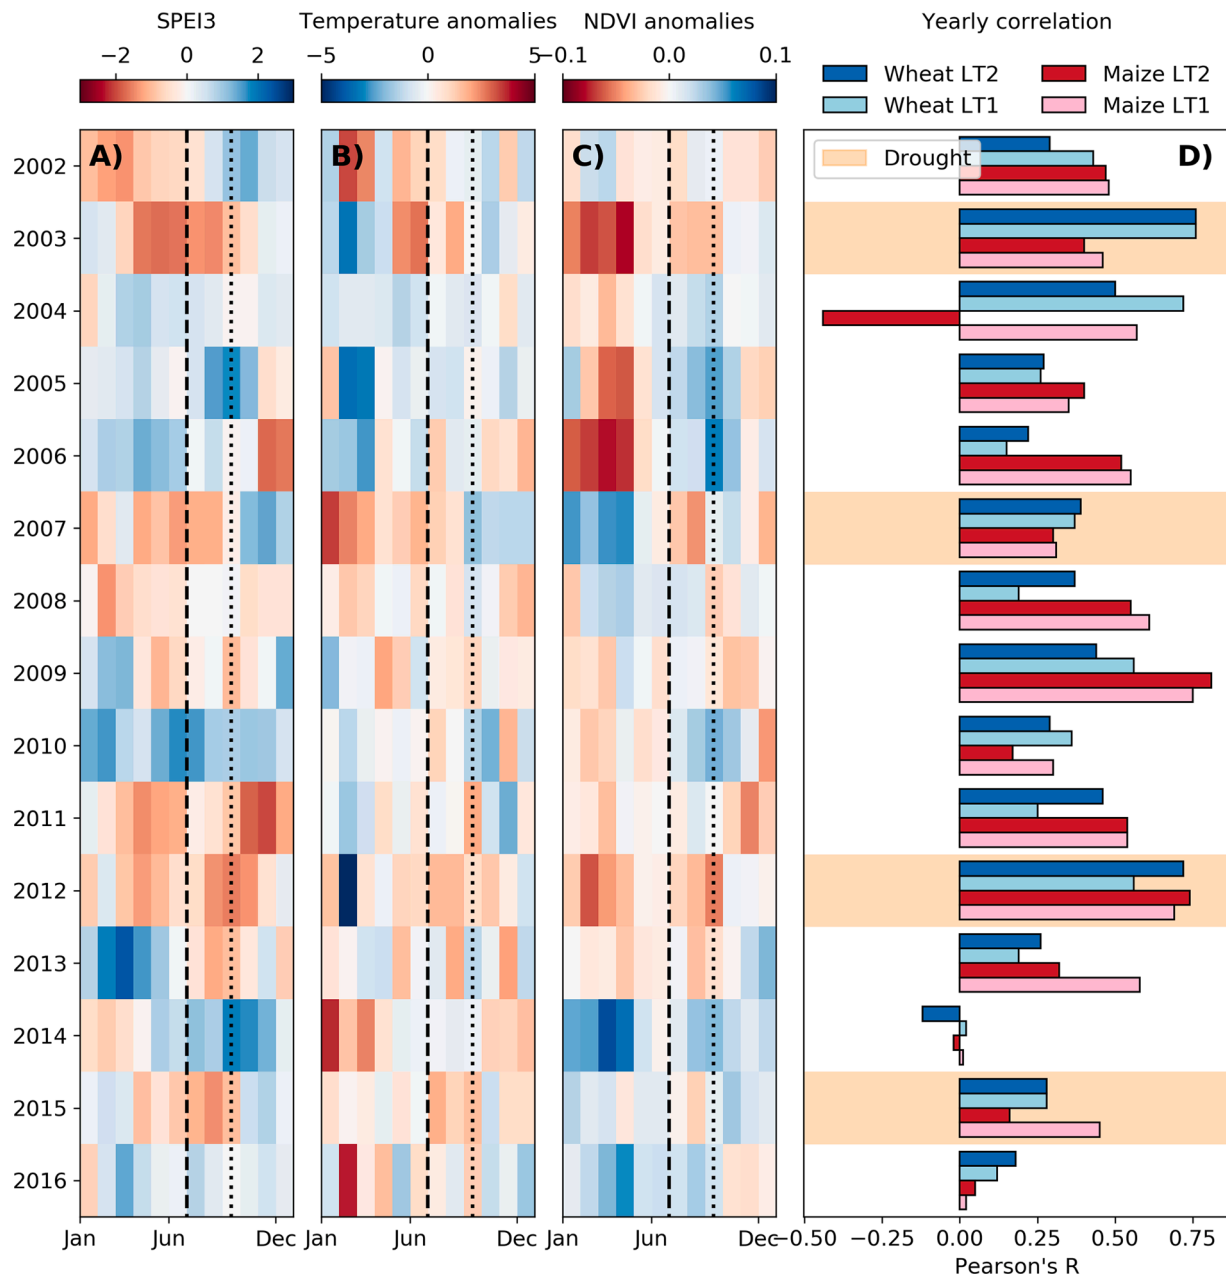 SPEI3
Temperature anomalies
NDVI anomalies
Yearly correlation
−2 0 2
−5 0 5
−0.1 0.0 0.1
Wheat LT2
Maize LT2
Wheat LT1
Maize LT1
A)
B)
C)
D)
Drought
2002
2003
2004
2005
2006
2007
2008
2009
2010
2011
2012
2013
2014
2015
2016
Jan Jun Dec
Jan Jun Dec
Jan Jun Dec
−0.50 −0.25 0.00 0.25 0.50 0.75
Pearson's R